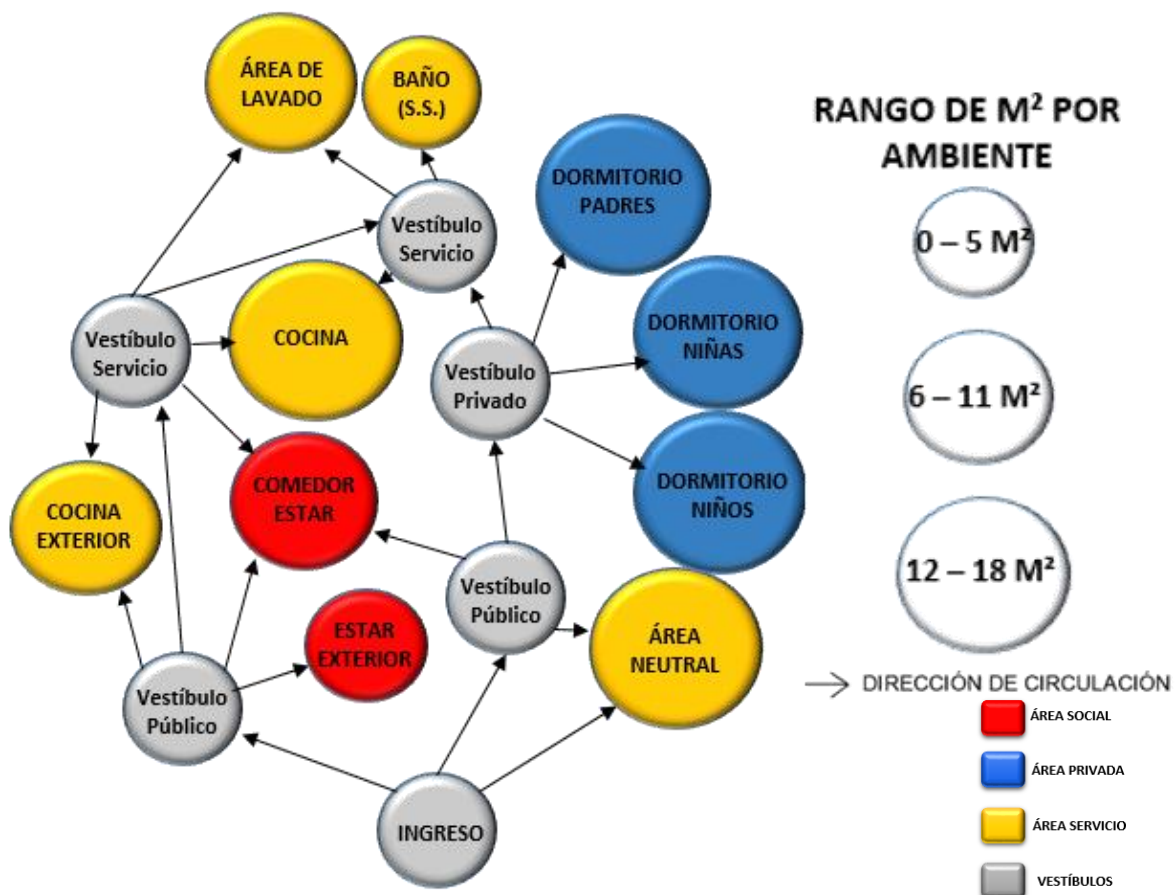 ÁREA DE
LAVADO
BAÑO
(S.S.)
DORMITORIO
PADRES
Vestíbulo
Servicio
COCINA
Vestíbulo
Servicio
DORMITORIO
NIÑAS
Vestíbulo
Privado
COMEDOR
ESTAR
DORMITORIO
NIÑOS
COCINA
EXTERIOR
Vestíbulo
Público
ESTAR
EXTERIOR
ÁREA
NEUTRAL
Vestíbulo
Público
INGRESO
RANGO DE M² POR
AMBIENTE
0 – 5 M²
6 – 11 M²
12 – 18 M²
DIRECCIÓN DE CIRCULACIÓN
ÁREA SOCIAL
ÁREA PRIVADA
ÁREA SERVICIO
VESTÍBULOS